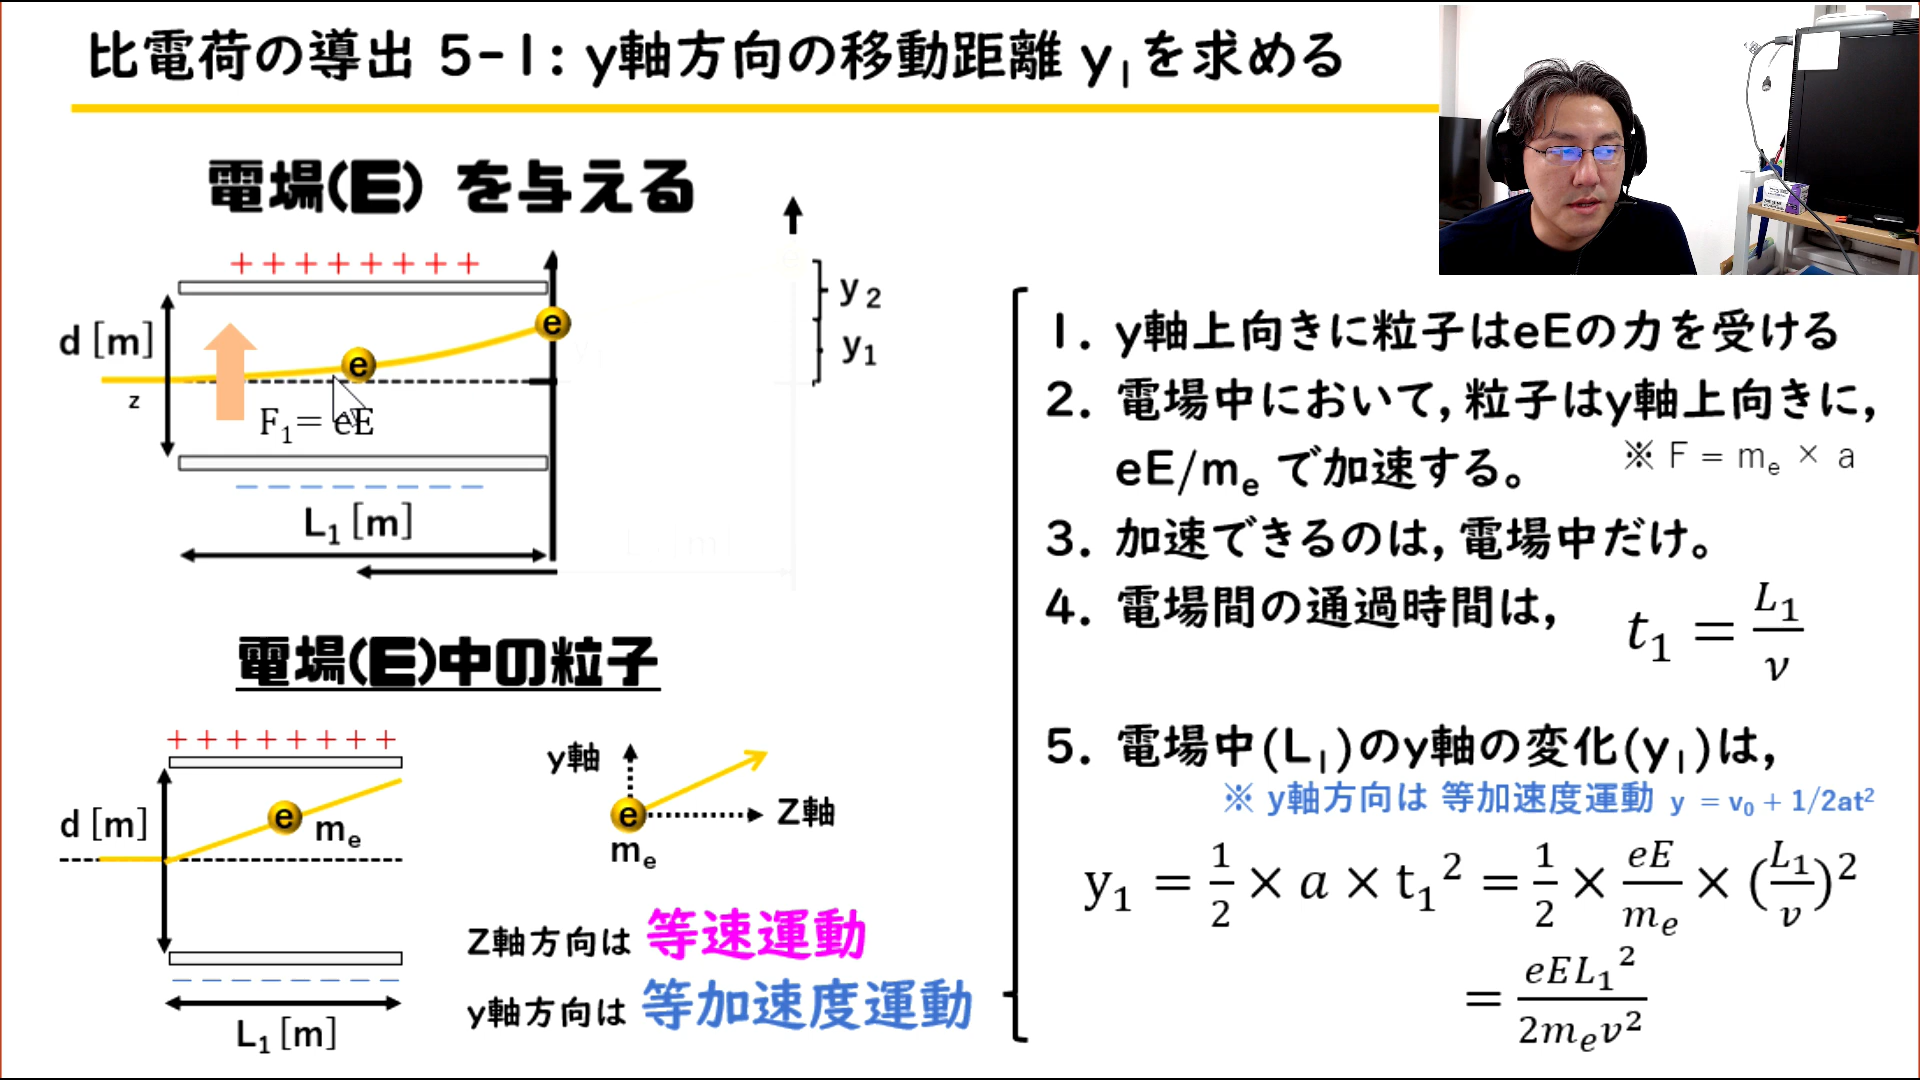 比電荷の導出 5-1: y軸方向の移動距離 y₁を求める
電場(E) を与える
+ + + + + + + +
d [m]
e
e
z
F₁= eE
− − − − − − − −
L₁ [m]
y₂
y₁
電場(E)中の粒子
+ + + + + + + +
d [m]
e
mₑ
− − − − − − − −
L₁ [m]
y軸
e
Z軸
mₑ
Z軸方向は 等速運動
y軸方向は 等加速度運動
1. y軸上向きに粒子はeEの力を受ける
2. 電場中において, 粒子はy軸上向きに,
eE/mₑ で加速する。 ※ F = mₑ × a
3. 加速できるのは, 電場中だけ。
4. 電場間の通過時間は, t₁ = L₁/v
5. 電場中(L₁)のy軸の変化(y₁)は,
※ y軸方向は 等加速度運動 y = v₀ + 1/2at²
y₁ = 1/2 × a × t₁² = 1/2 × eE/mₑ × (L₁/v)²
= eEL₁²/2mₑv²